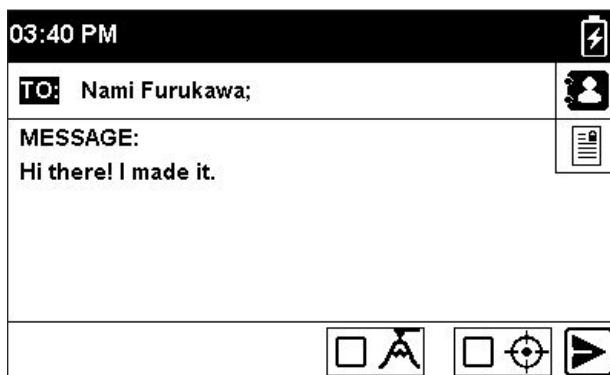 03:40 PM
TO: Nami Furukawa;
MESSAGE:
Hi there! I made it.